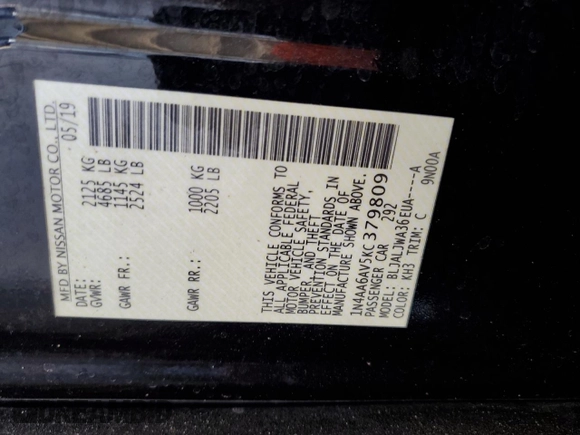 MFD BY NISSAN MOTOR CO., LTD.
DATE: 05/19
GVWR: 2125 KG
4685 LB
GAWR FR.: 1145 KG
2524 LB
GAWR RR.: 1000 KG
2205 LB
THIS VEHICLE CONFORMS TO
ALL APPLICABLE FEDERAL
MOTOR VEHICLE SAFETY,
BUMPER, AND THEFT
PREVENTION STANDARDS IN
EFFECT ON THE DATE OF
MANUFACTURE SHOWN ABOVE.
1N4AA6AV5KC 379809
PASSENGER CAR 292
MODEL: BLJALJWA36EUA----A
COLOR: KH3 TRIM: C 9N00A